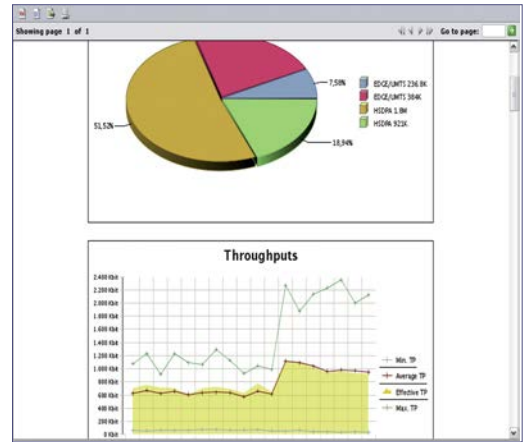 Showing page 1 of 1
Go to page:
7,58%
EDGE/UMTS 236.8K
EDGE/UMTS 384K
HSDPA 1.8M
HSDPA 921K
51,52%
18,94%
Throughputs
2.400 Kbit
2.200 Kbit
2.000 Kbit
1.800 Kbit
1.600 Kbit
1.400 Kbit
1.200 Kbit
1.000 Kbit
800 Kbit
600 Kbit
400 Kbit
200 Kbit
0 Kbit
Min. TP
Average TP
Effective TP
Max. TP